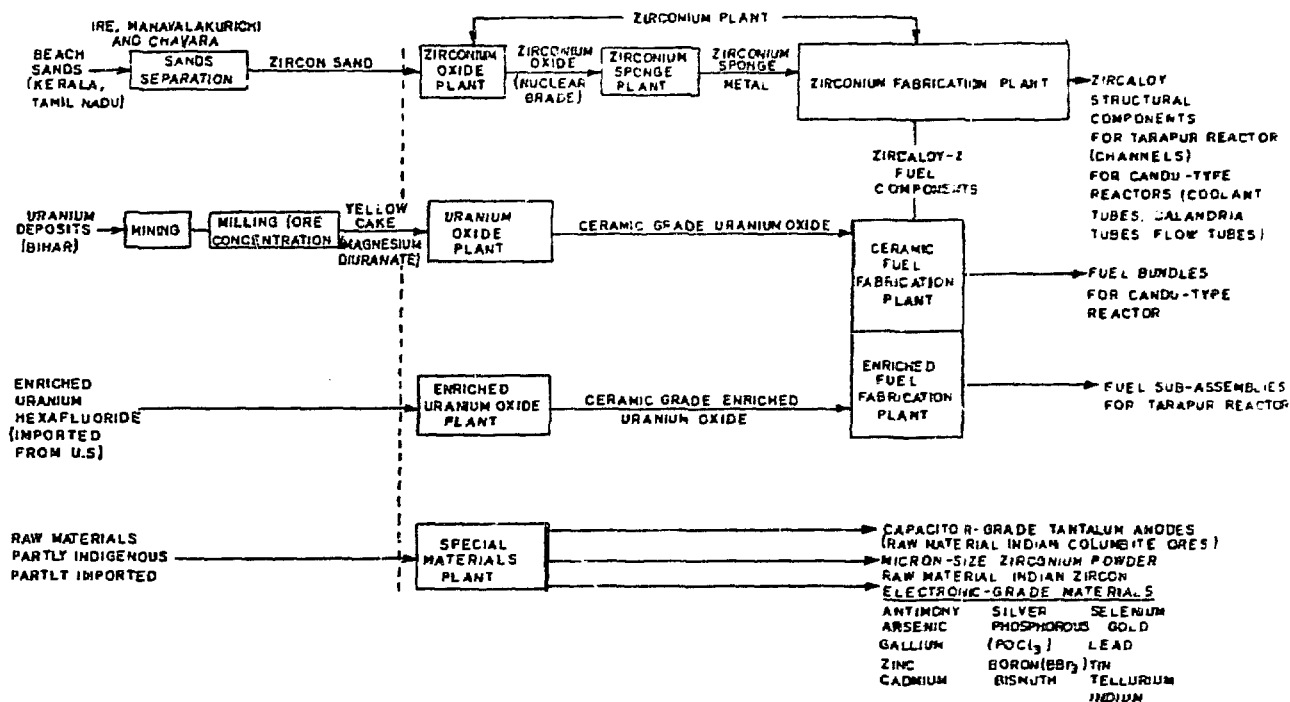 ZIRCONIUM PLANT
IRE, MANAVALAKURICHI
AND CHAVARA
BEACH
SANDS
(KERALA,
TAMIL NADU)
SANDS
SEPARATION
ZIRCON SAND
ZIRCONIUM
OXIDE
PLANT
ZIRCONIUM
OXIDE
(NUCLEAR
GRADE)
ZIRCONIUM
SPONGE
PLANT
ZIRCONIUM
SPONGE
METAL
ZIRCONIUM FABRICATION PLANT
ZIRCALOY
STRUCTURAL
COMPONENTS
FOR TARAPUR REACTOR
(CHANNELS)
FOR CANDU-TYPE
REACTORS (COOLANT
TUBES, CALANDRIA
TUBES, FLOW TUBES)
ZIRCALOY-2
FUEL
COMPONENTS
URANIUM
DEPOSITS
(BIHAR)
MINING
MILLING (ORE
CONCENTRATION
YELLOW
CAKE
(MAGNESIUM
DIURANATE)
URANIUM
OXIDE
PLANT
CERAMIC GRADE URANIUM OXIDE
CERAMIC
FUEL
FABRICATION
PLANT
FUEL BUNDLES
FOR CANDU-TYPE
REACTOR
ENRICHED
URANIUM
HEXAFLUORIDE
(IMPORTED
FROM U.S)
ENRICHED
URANIUM OXIDE
PLANT
CERAMIC GRADE ENRICHED
URANIUM OXIDE
ENRICHED
FUEL
FABRICATION
PLANT
FUEL SUB-ASSEMBLIES
FOR TARAPUR REACTOR
RAW MATERIALS
PARTLY INDIGENOUS
PARTLY IMPORTED
SPECIAL
MATERIALS
PLANT
CAPACITOR-GRADE TANTALUM ANODES
(RAW MATERIAL INDIAN COLUMBITE ORES)
MICRON-SIZE ZIRCONIUM POWDER
RAW MATERIAL INDIAN ZIRCON
ELECTRONIC-GRADE MATERIALS
ANTIMONY SILVER SELENIUM
ARSENIC PHOSPHOROUS GOLD
GALLIUM (POCl3) LEAD
ZINC BORON(BBr3) TIN
CADMIUM BISMUTH TELLURIUM
INDIUM